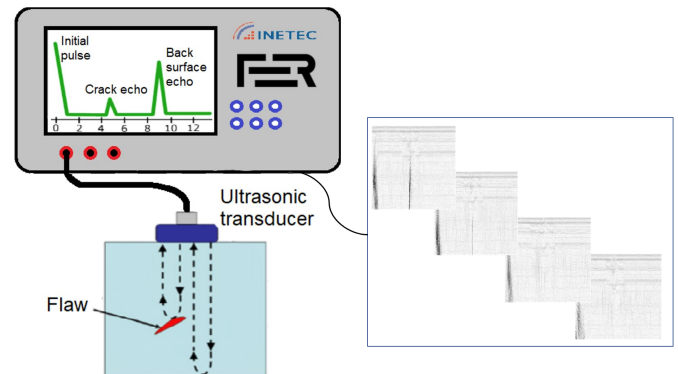 Initial
pulse
Crack echo
Back
surface
echo
0 2 4 6 8 10 12
INETEC
FER
Ultrasonic
transducer
Flaw